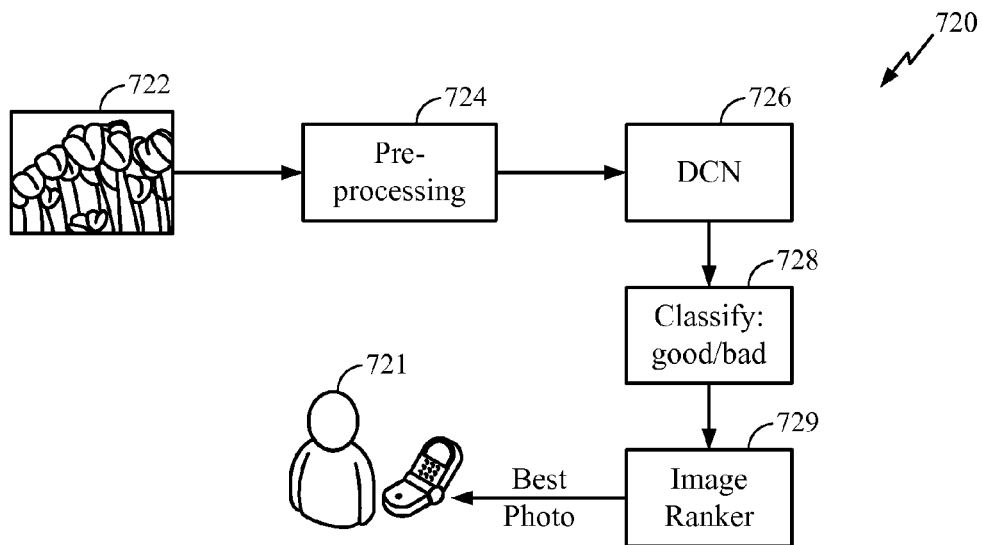 720
722
724
726
Pre-
processing
DCN
728
Classify:
good/bad
721
729
Best
Photo
Image
Ranker